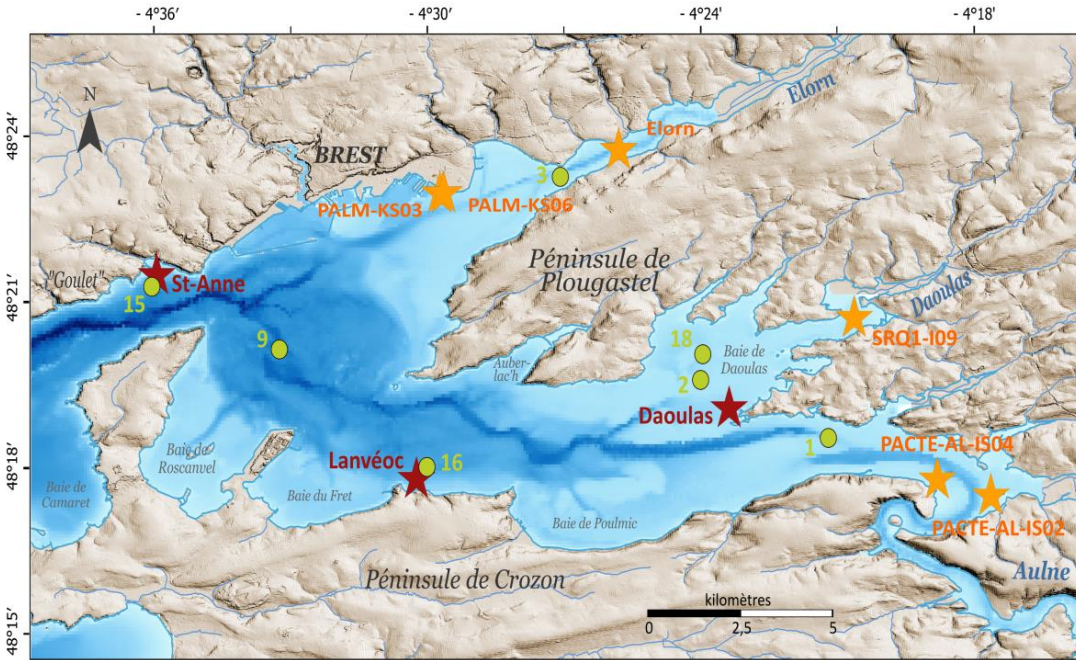 - 4°36'
- 4°30'
- 4°24'
- 4°18'
48°24'
48°21'
48°18'
48°15'
N
BREST
Elorn
Elorn
3
PALM-KS03
PALM-KS06
"Goulet"
St-Anne
15
Péninsule de
Plougastel
Daoulas
SRQ1-I09
9
18
Baie de
Daoulas
2
Auber-
lac'h
Daoulas
1
PACTE-AL-IS04
Baie de
Roscanvel
Lanvéoc
16
Baie de
Camaret
Baie du Fret
Baie de Poulmic
PACTE-AL-IS02
Aulne
Péninsule de Crozon
kilomètres
0
2,5
5